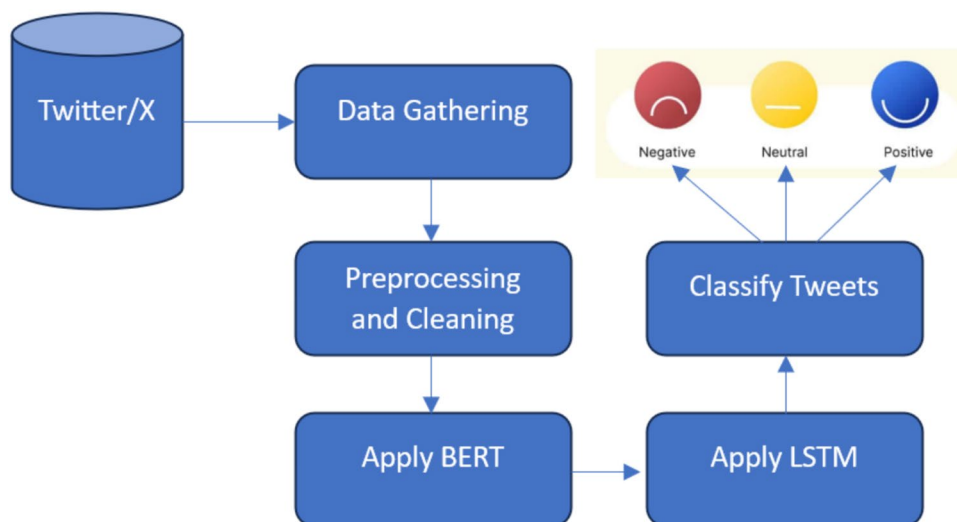 Twitter/X
Data Gathering
Negative
Neutral
Positive
Preprocessing
and Cleaning
Classify Tweets
Apply BERT
Apply LSTM